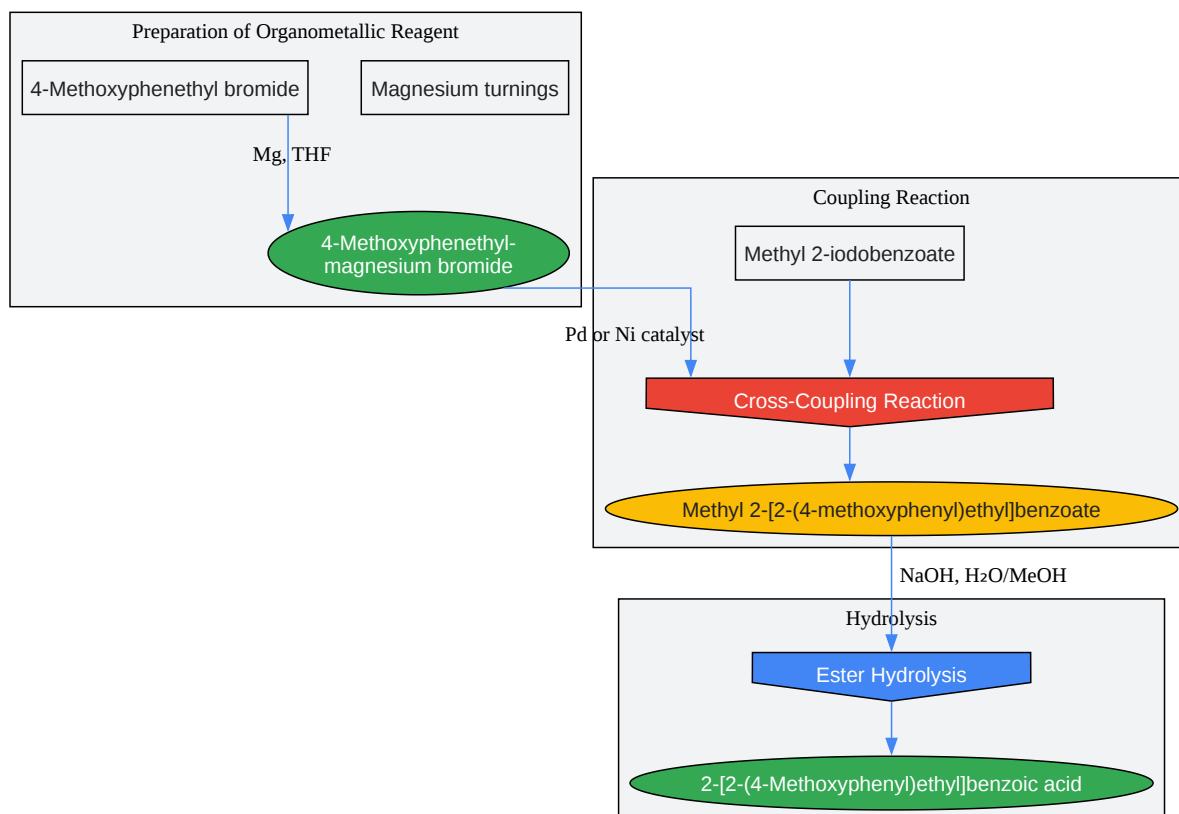 Preparation of Organometallic Reagent
4-Methoxyphenethyl bromide
Magnesium turnings
Mg, THF
4-Methoxyphenethyl-
magnesium bromide
Coupling Reaction
Methyl 2-iodobenzoate
Pd or Ni catalyst
Cross-Coupling Reaction
Methyl 2-[2-(4-methoxyphenyl)ethyl]benzoate
NaOH, H₂O/MeOH
Hydrolysis
Ester Hydrolysis
2-[2-(4-Methoxyphenyl)ethyl]benzoic acid